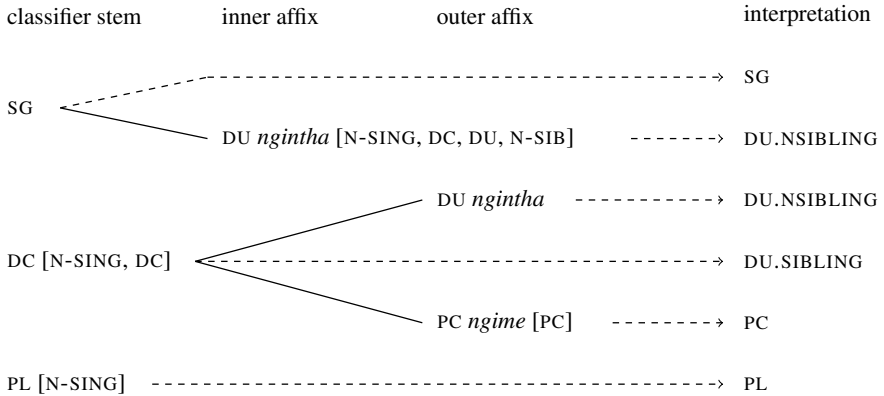 classifier stem inner affix outer affix interpretation
SG
SG
DU ngintha [N-SING, DC, DU, N-SIB] DU.NSIBLING
DU ngintha DU.NSIBLING
DC [N-SING, DC] DU.SIBLING
PC ngime [PC] PC
PL [N-SING] PL